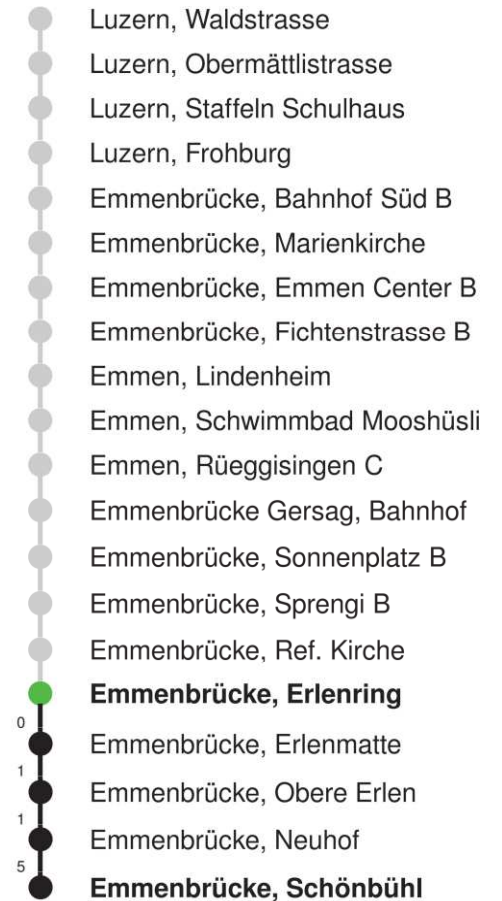 Luzern, Waldstrasse
Luzern, Obermättlistrasse
Luzern, Staffeln Schulhaus
Luzern, Frohburg
Emmenbrücke, Bahnhof Süd B
Emmenbrücke, Marienkirche
Emmenbrücke, Emmen Center B
Emmenbrücke, Fichtenstrasse B
Emmen, Lindenheim
Emmen, Schwimmbad Mooshüsli
Emmen, Rüeggisingen C
Emmenbrücke Gersag, Bahnhof
Emmenbrücke, Sonnenplatz B
Emmenbrücke, Sprengi B
Emmenbrücke, Ref. Kirche
Emmenbrücke, Erlenring
0
Emmenbrücke, Erlenmatte
1
Emmenbrücke, Obere Erlen
1
Emmenbrücke, Neuhof
5
Emmenbrücke, Schönbühl